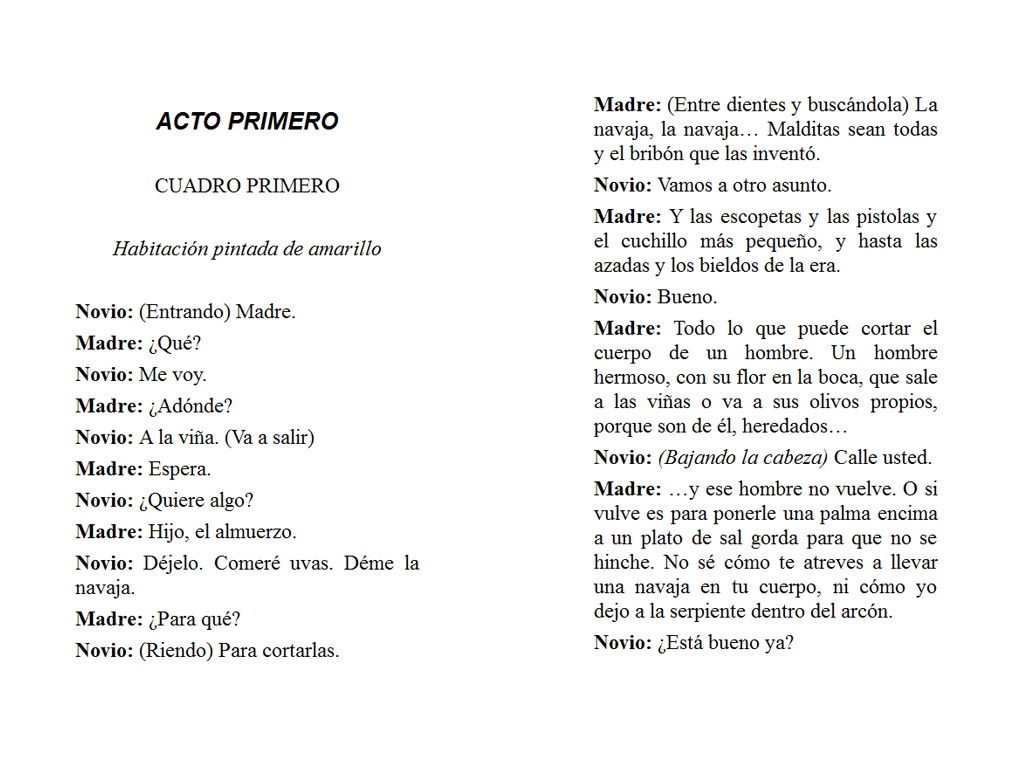 ACTO PRIMERO
CUADRO PRIMERO
Habitación pintada de amarillo
Novio: (Entrando) Madre.
Madre: ¿Qué?
Novio: Me voy.
Madre: ¿Adónde?
Novio: A la viña. (Va a salir)
Madre: Espera.
Novio: ¿Quiere algo?
Madre: Hijo, el almuerzo.
Novio: Déjelo. Comeré uvas. Déme la
navaja.
Madre: ¿Para qué?
Novio: (Riendo) Para cortarlas.
Madre: (Entre dientes y buscándola) La
navaja, la navaja… Malditas sean todas
y el bribón que las inventó.
Novio: Vamos a otro asunto.
Madre: Y las escopetas y las pistolas y
el cuchillo más pequeño, y hasta las
azadas y los bieldos de la era.
Novio: Bueno.
Madre: Todo lo que puede cortar el
cuerpo de un hombre. Un hombre
hermoso, con su flor en la boca, que sale
a las viñas o va a sus olivos propios,
porque son de él, heredados…
Novio: (Bajando la cabeza) Calle usted.
Madre: …y ese hombre no vuelve. O si
vulve es para ponerle una palma encima
a un plato de sal gorda para que no se
hinche. No sé cómo te atreves a llevar
una navaja en tu cuerpo, ni cómo yo
dejo a la serpiente dentro del arcón.
Novio: ¿Está bueno ya?